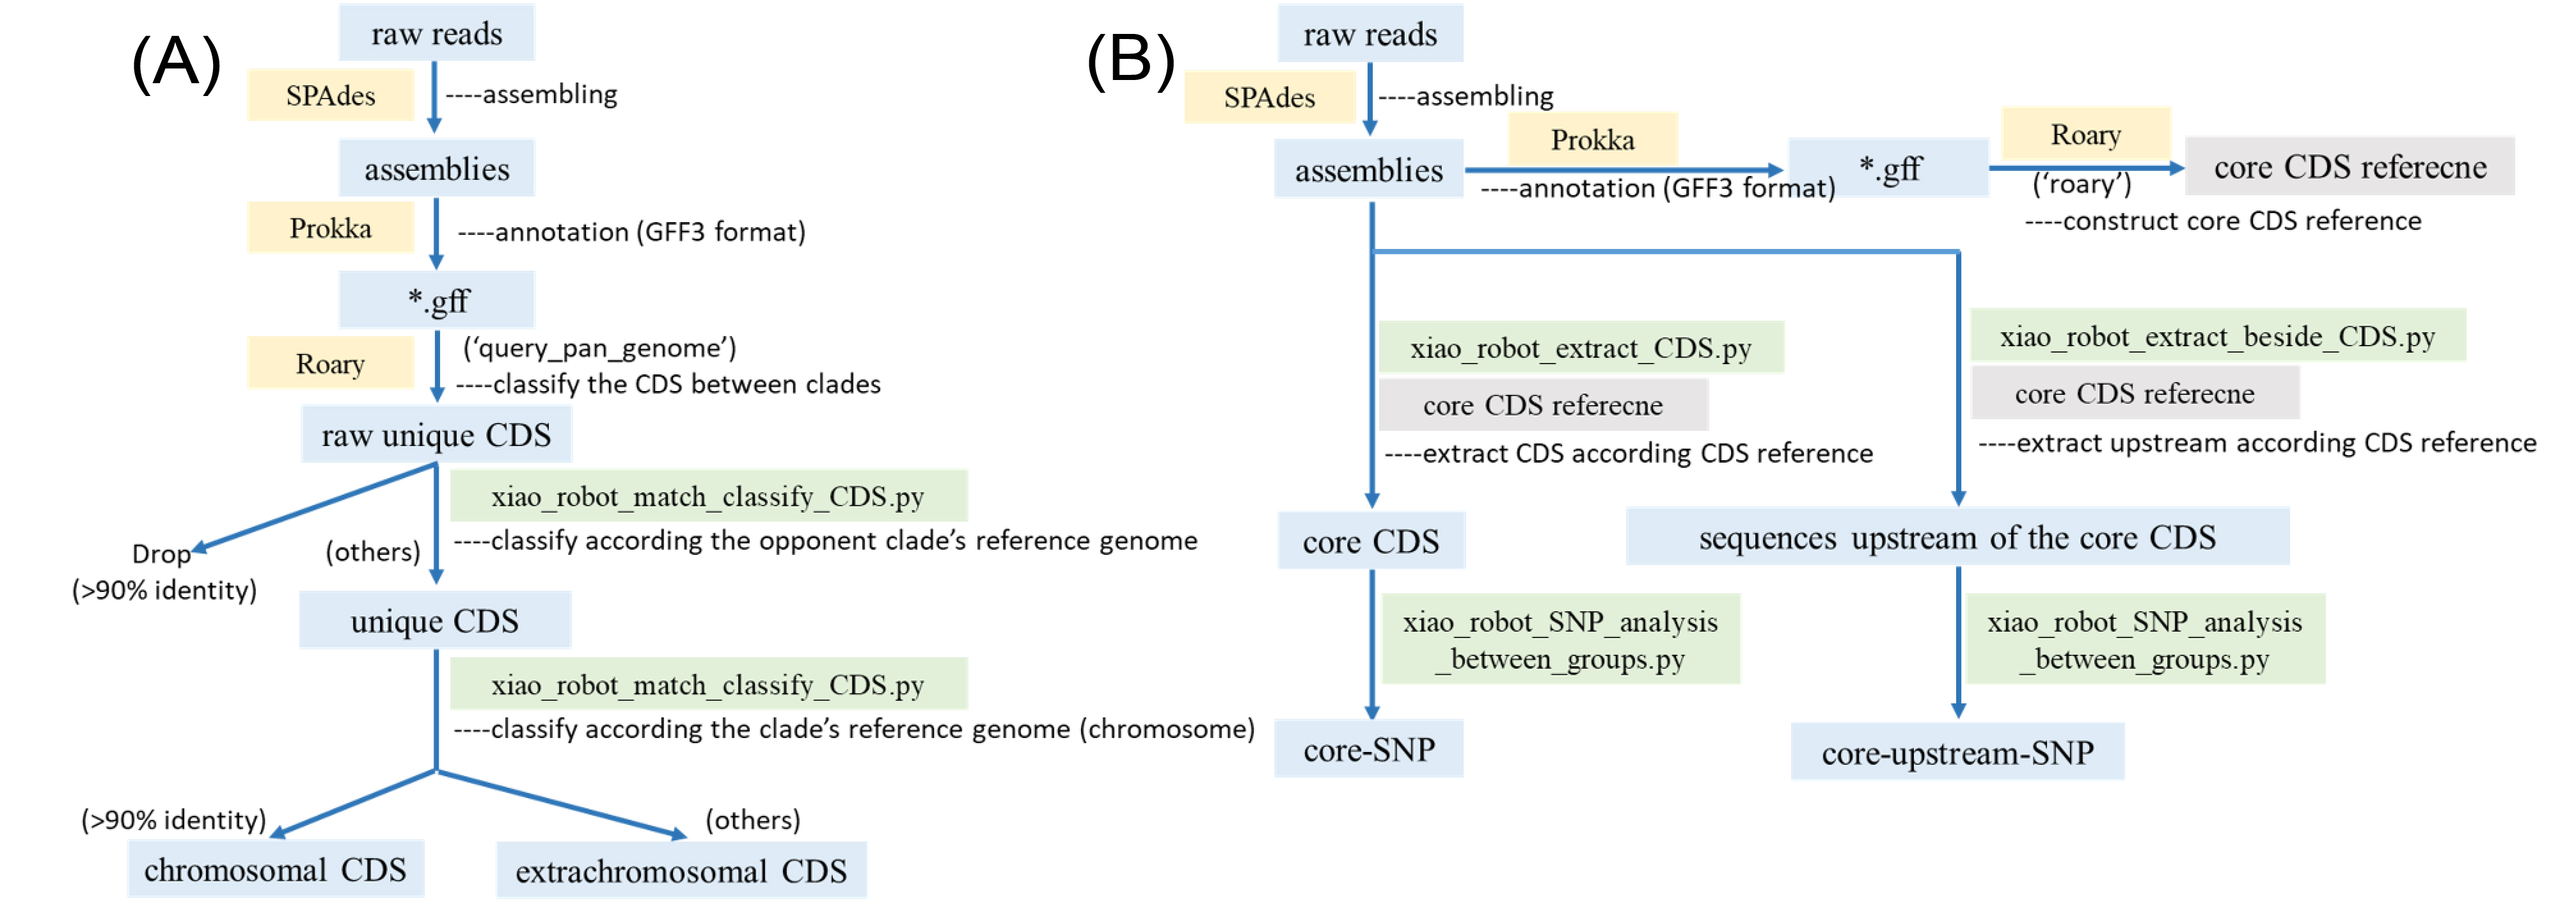 (A)
raw reads
SPAdes
----assembling
assemblies
Prokka
----annotation (GFF3 format)
*.gff
Roary
(‘query_pan_genome’)
----classify the CDS between clades
raw unique CDS
xiao_robot_match_classify_CDS.py
----classify according the opponent clade’s reference genome
Drop
(>90% identity)
(others)
unique CDS
xiao_robot_match_classify_CDS.py
----classify according the clade’s reference genome (chromosome)
(>90% identity)
(others)
chromosomal CDS
extrachromosomal CDS
(B)
raw reads
SPAdes
----assembling
assemblies
Prokka
----annotation (GFF3 format)
*.gff
Roary
(‘roary’)
----construct core CDS reference
core CDS referecne
xiao_robot_extract_CDS.py
core CDS referecne
----extract CDS according CDS reference
core CDS
xiao_robot_SNP_analysis
_between_groups.py
core-SNP
xiao_robot_extract_beside_CDS.py
core CDS referecne
----extract upstream according CDS reference
sequences upstream of the core CDS
xiao_robot_SNP_analysis
_between_groups.py
core-upstream-SNP